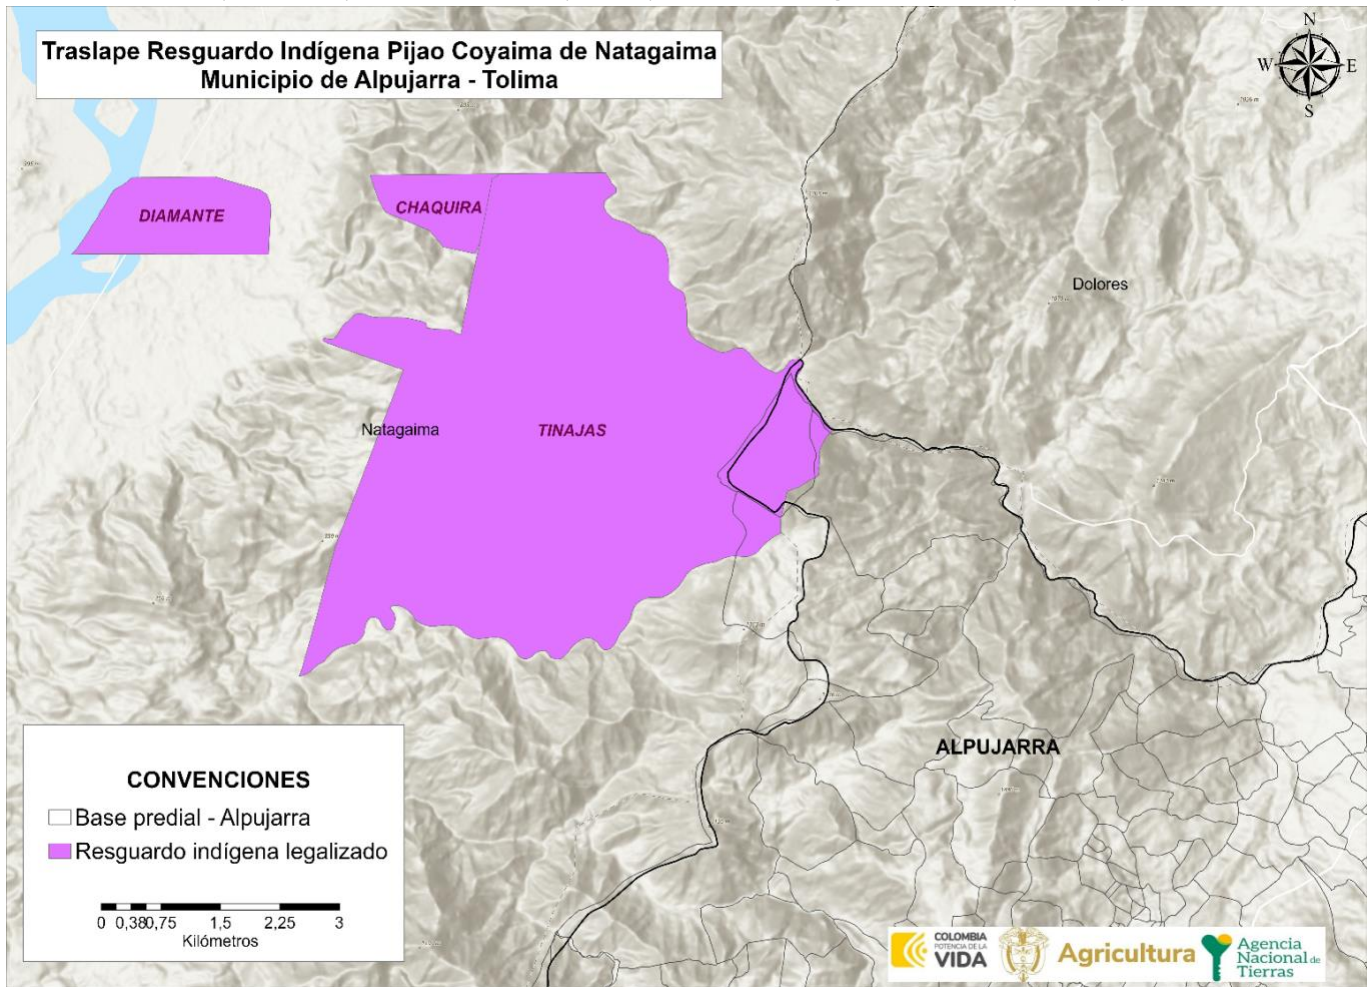 Traslape Resguardo Indígena Pijao Coyaima de Natagaima
Municipio de Alpujarra - Tolima
N
W
E
S
DIAMANTE
CHAQUIRA
Dolores
Natagaima
TINAJAS
ALPUJARRA
CONVENCIONES
Base predial - Alpujarra
Resguardo indígena legalizado
0 0,38 0,75 1,5 2,25 3
Kilómetros
COLOMBIA
POTENCIA DE LA
VIDA
Agricultura
Agencia
Nacional de
Tierras